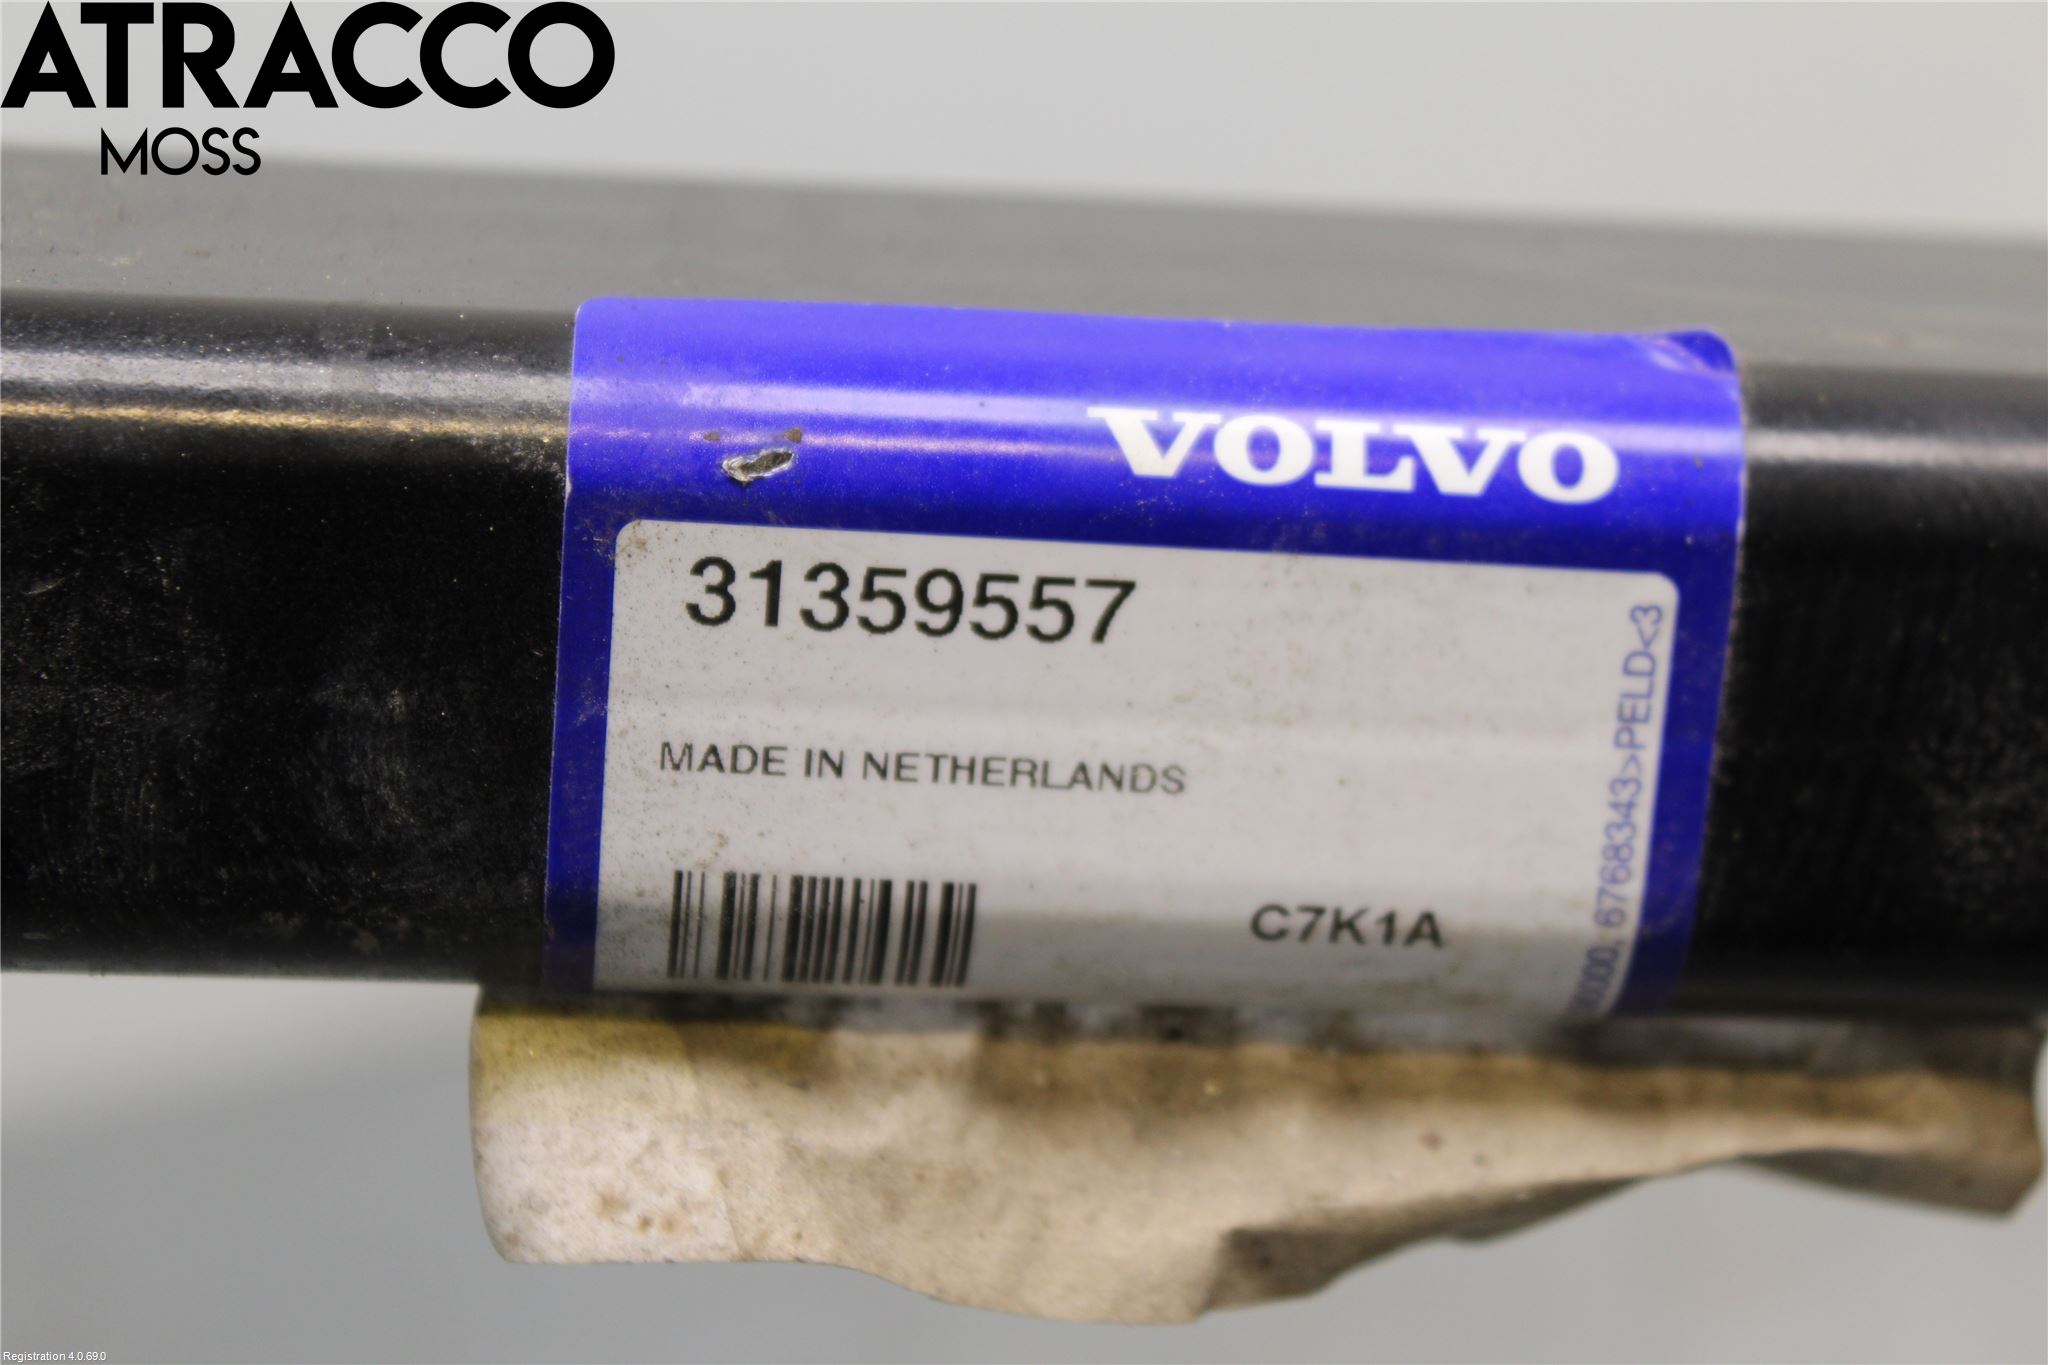 ATRACCO
MOSS
VOLVO
31359557
MADE IN NETHERLANDS
C7K1A
67683343>PELD<3
Registration 4.0.69.0